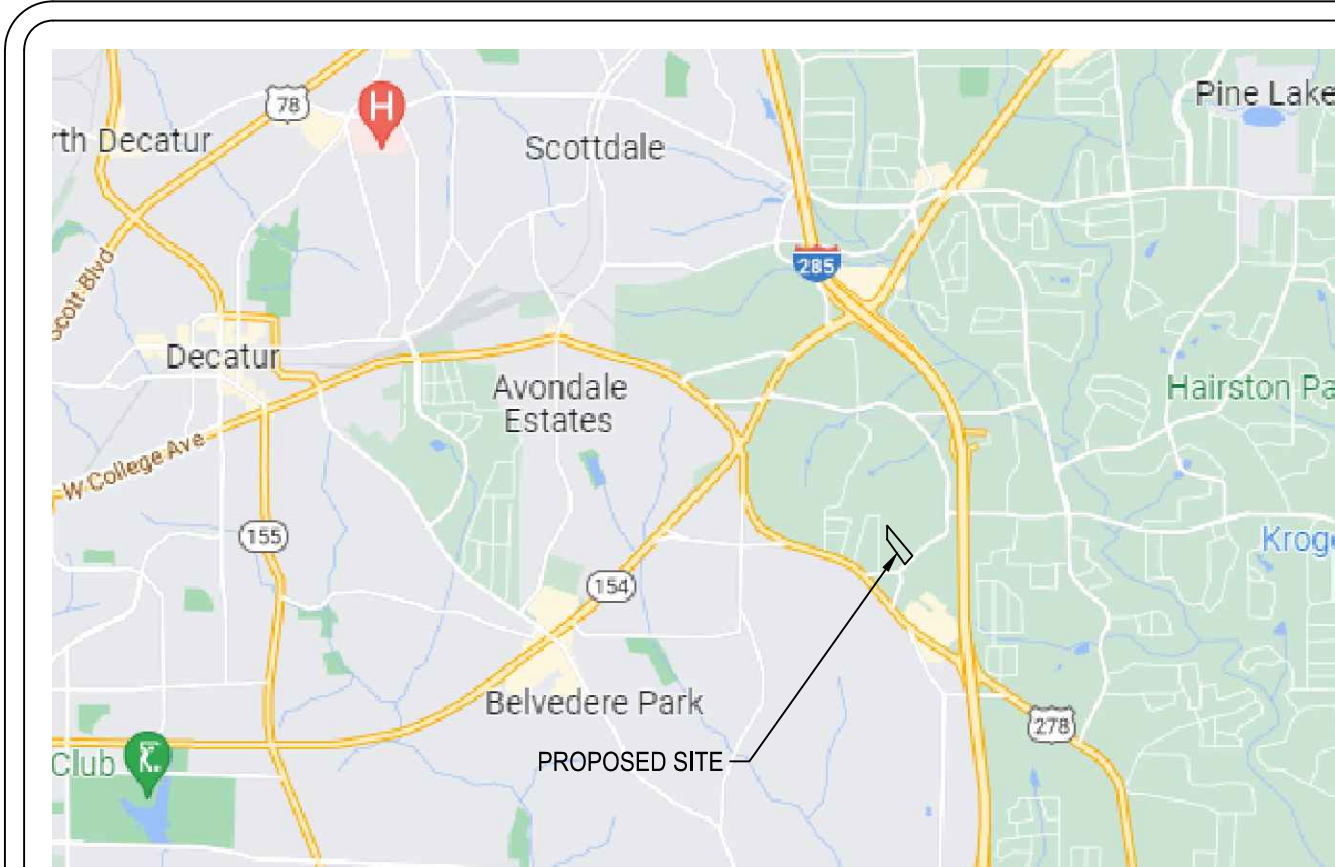 Pine Lake
78
H
rth Decatur
Scottdale
Scott Blvd
285
Decatur
Avondale
Estates
Hairston Pa
W College Ave
155
Kroge
154
Belvedere Park
278
PROPOSED SITE
Club